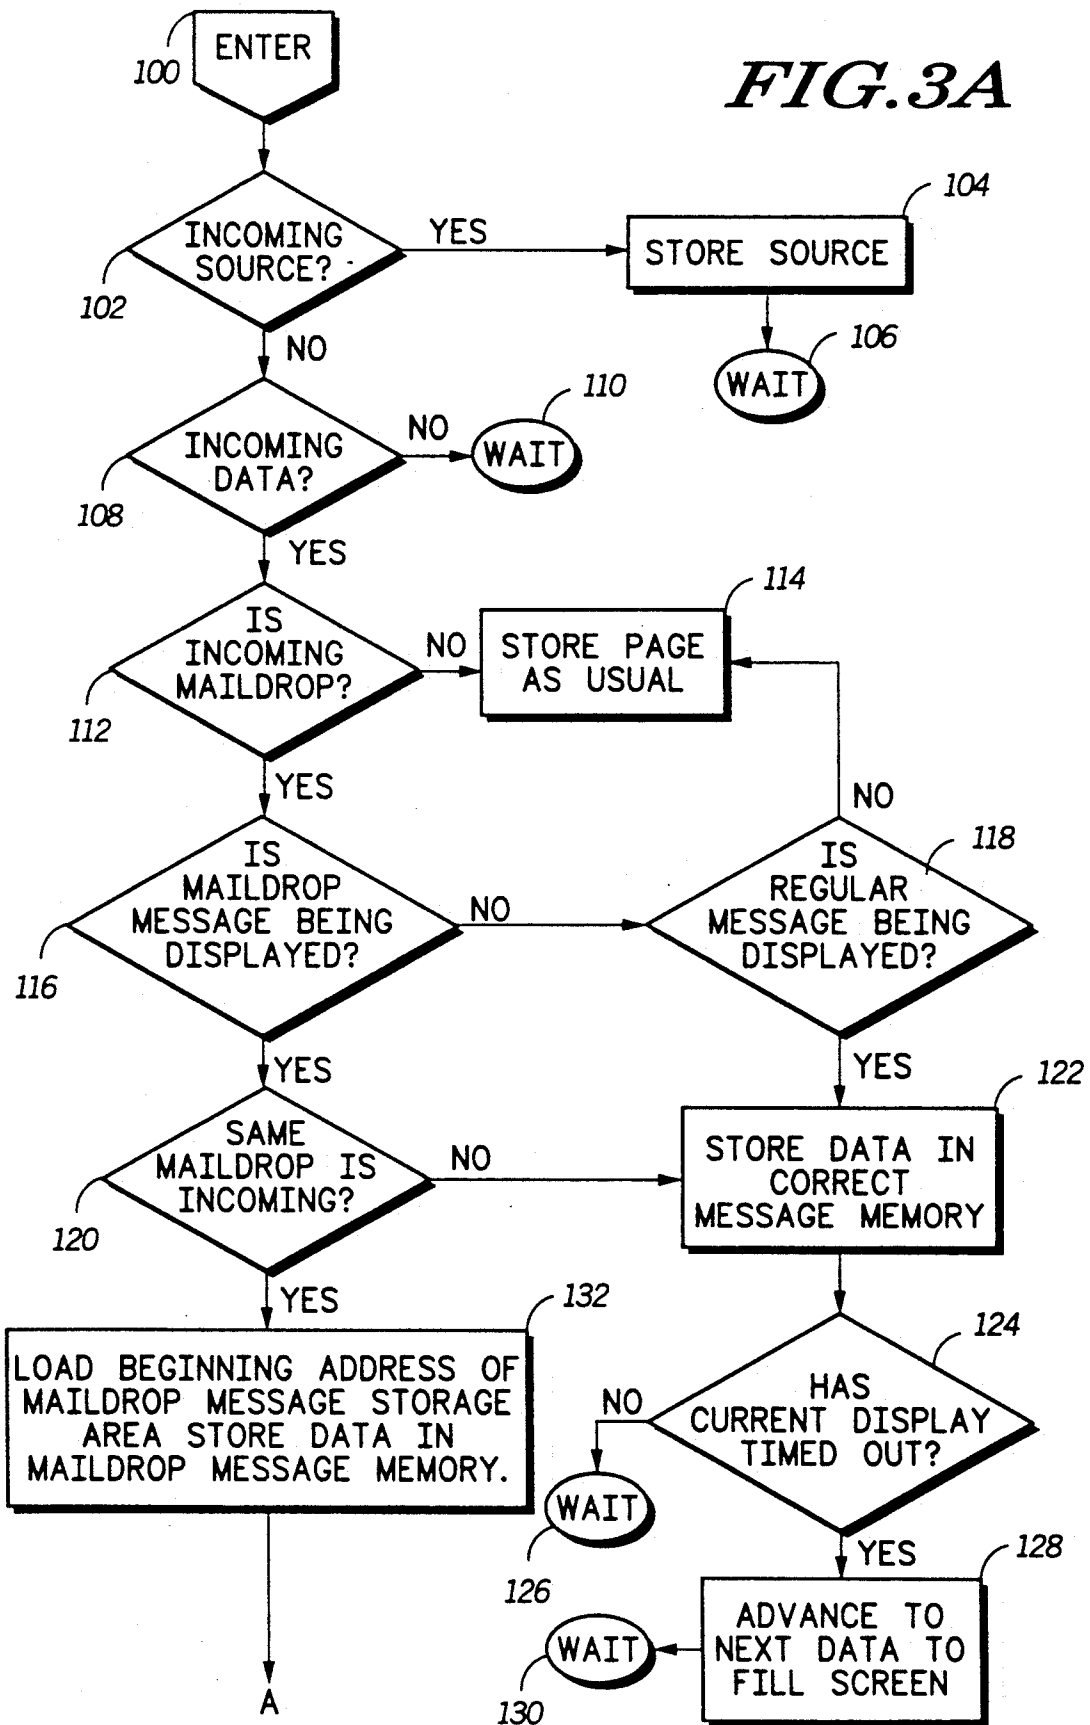 100
ENTER
FIG.3A
INCOMING
SOURCE?
102
YES
104
STORE SOURCE
NO
106
WAIT
INCOMING
DATA?
108
NO
110
WAIT
YES
IS
INCOMING
MAILDROP?
112
NO
114
STORE PAGE
AS USUAL
YES
NO
IS
MAILDROP
MESSAGE BEING
DISPLAYED?
116
NO
118
IS
REGULAR
MESSAGE BEING
DISPLAYED?
YES
YES
SAME
MAILDROP IS
INCOMING?
120
NO
122
STORE DATA IN
CORRECT
MESSAGE MEMORY
YES
132
LOAD BEGINNING ADDRESS OF
MAILDROP MESSAGE STORAGE
AREA STORE DATA IN
MAILDROP MESSAGE MEMORY.
124
HAS
CURRENT DISPLAY
TIMED OUT?
NO
WAIT
126
YES
128
ADVANCE TO
NEXT DATA TO
FILL SCREEN
WAIT
130
A